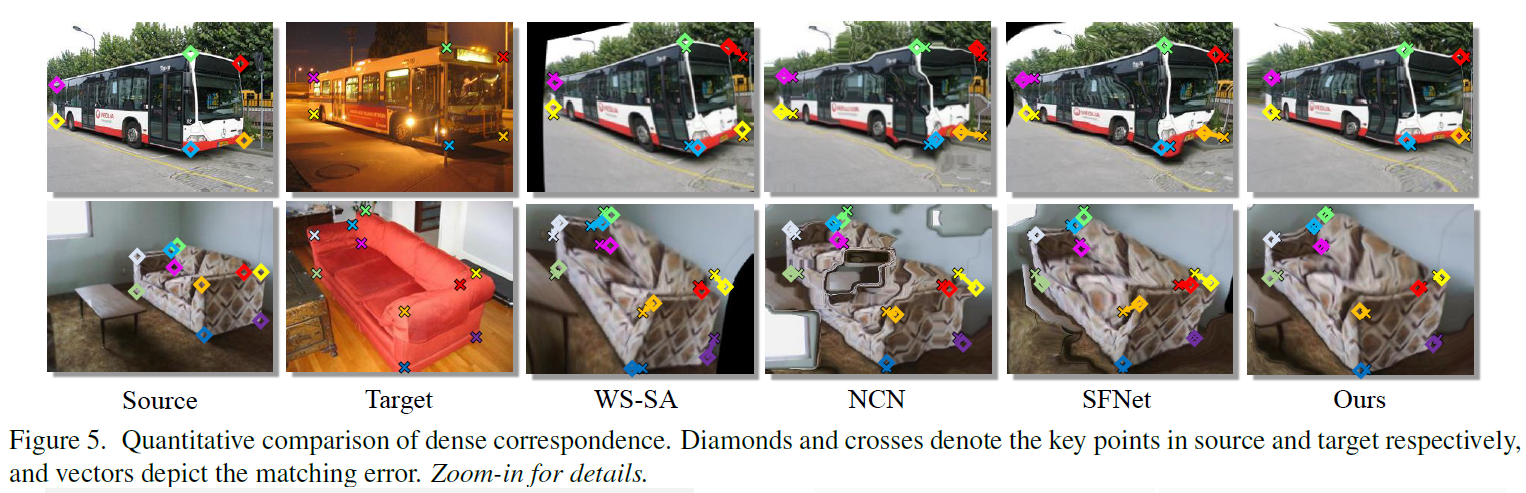 VEOLIA
Source Target WS-SA NCN SFNet Ours
Figure 5. Quantitative comparison of dense correspondence. Diamonds and crosses denote the key points in source and target respectively,
and vectors depict the matching error. Zoom-in for details.